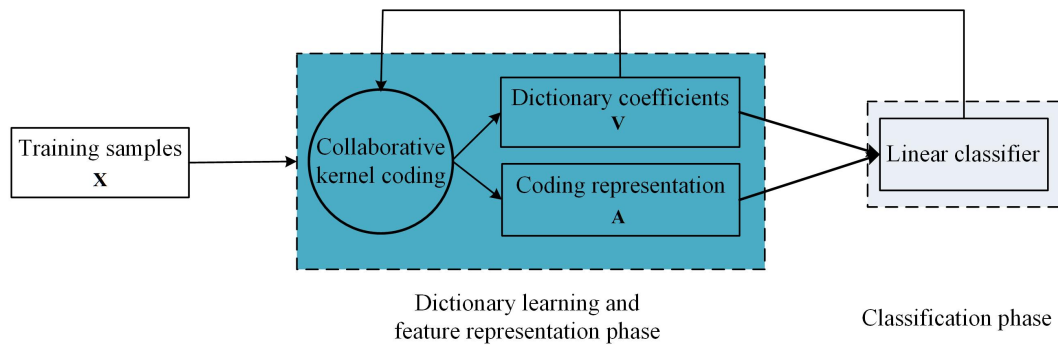 Training samples
X
Collaborative
kernel coding
Dictionary coefficients
V
Coding representation
A
Linear classifier
Dictionary learning and
feature representation phase
Classification phase